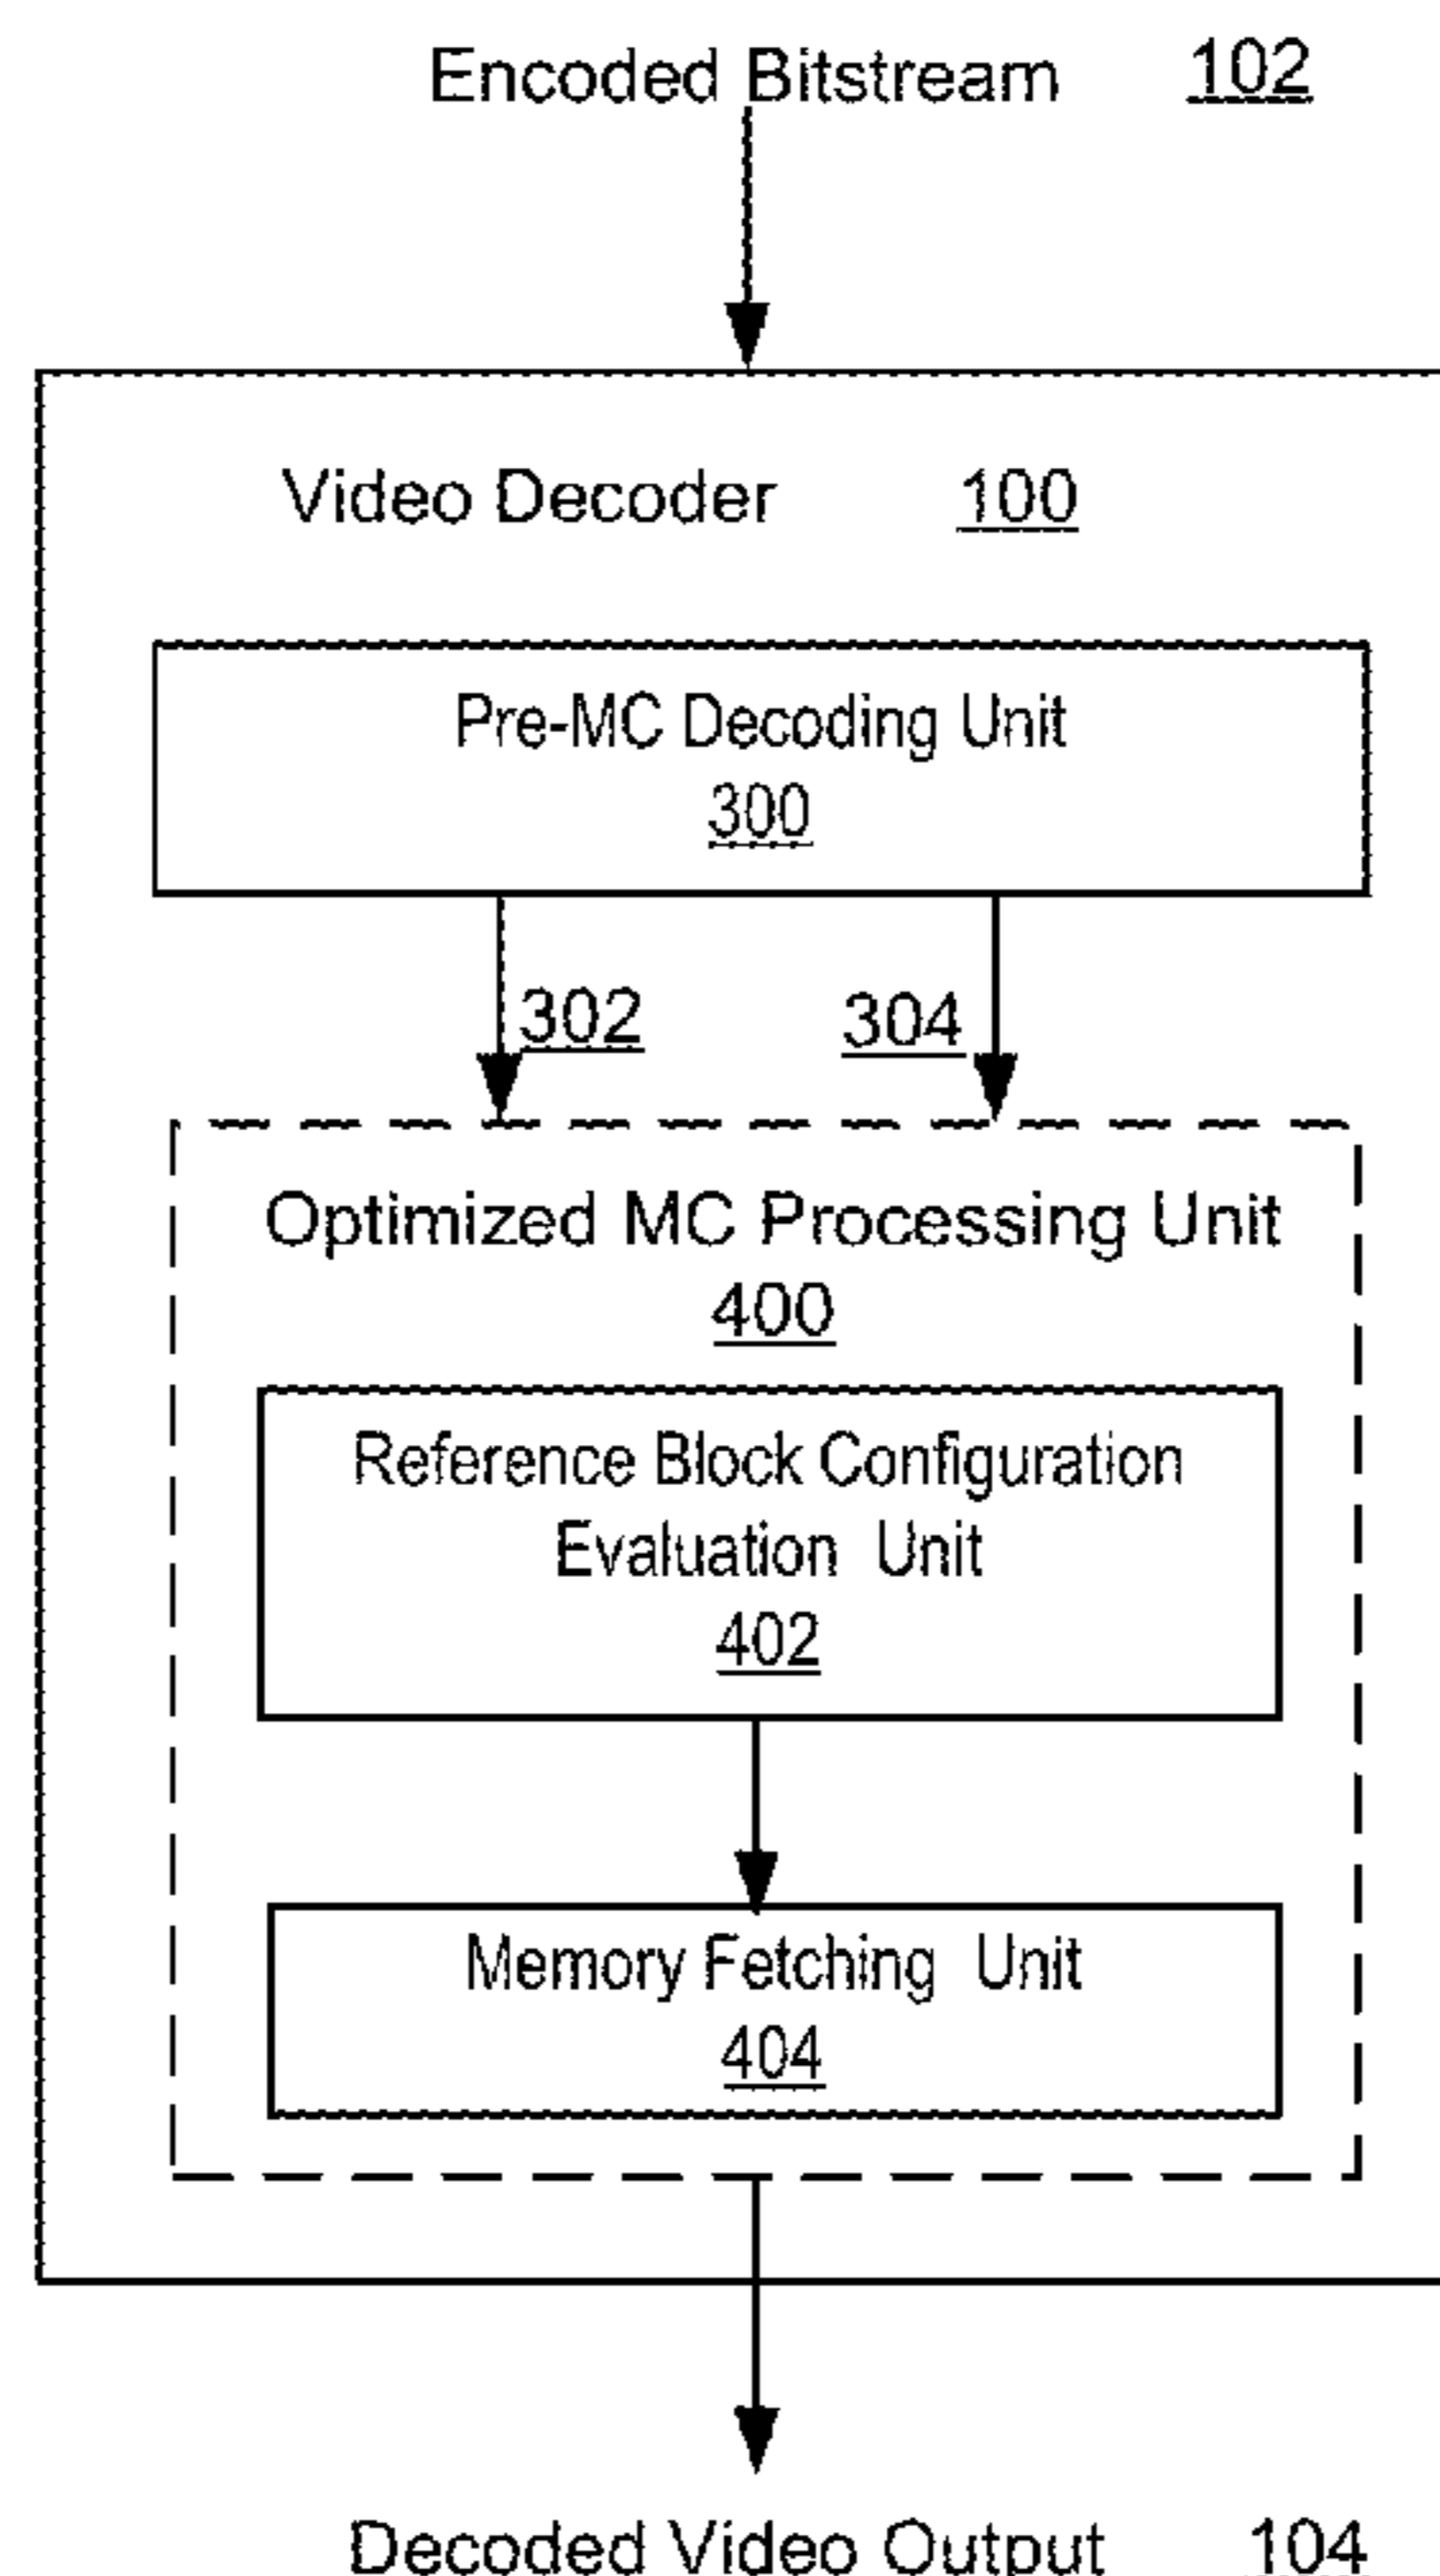 Encoded Bitstream 102
Video Decoder 100
Pre-MC Decoding Unit
300
302 304
Optimized MC Processing Unit
400
Reference Block Configuration
Evaluation Unit
402
Memory Fetching Unit
404
Decoded Video Output 104